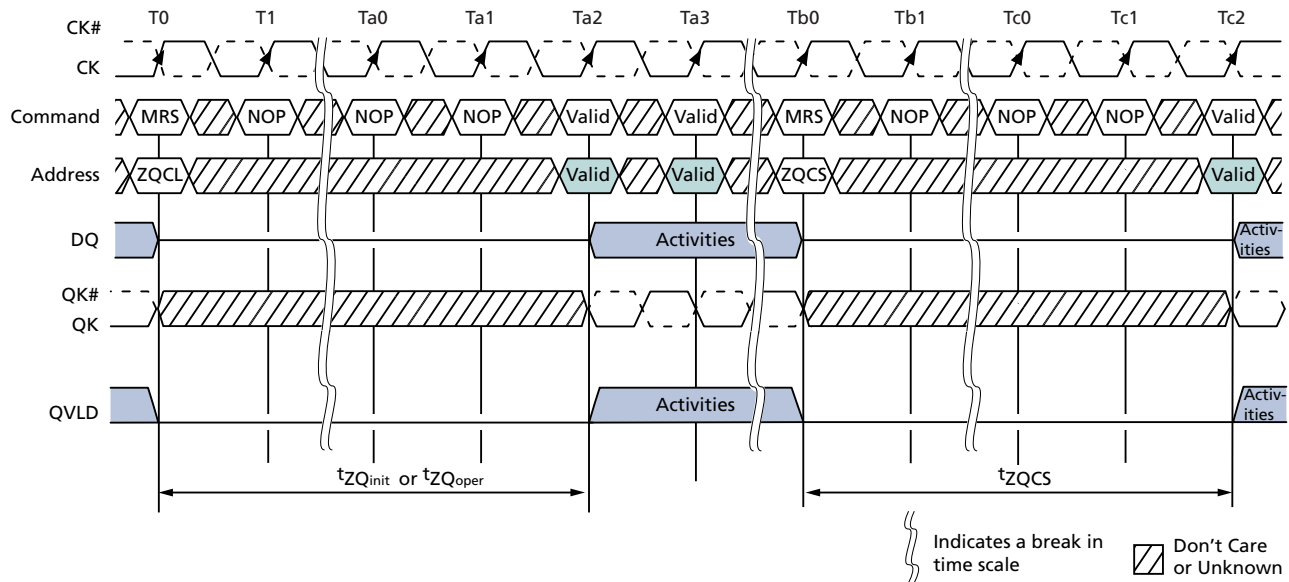 T0 T1 Ta0 Ta1 Ta2 Ta3 Tb0 Tb1 Tc0 Tc1 Tc2
CK#
CK
Command MRS NOP NOP NOP Valid Valid MRS NOP NOP NOP Valid
Address ZQCL Valid Valid ZQCS Valid
DQ Activities Activ-
ities
QK#
QK
QVLD Activities Activ-
ities
tZQinit or tZQoper tZQCS
Indicates a break in
time scale
Don't Care
or Unknown